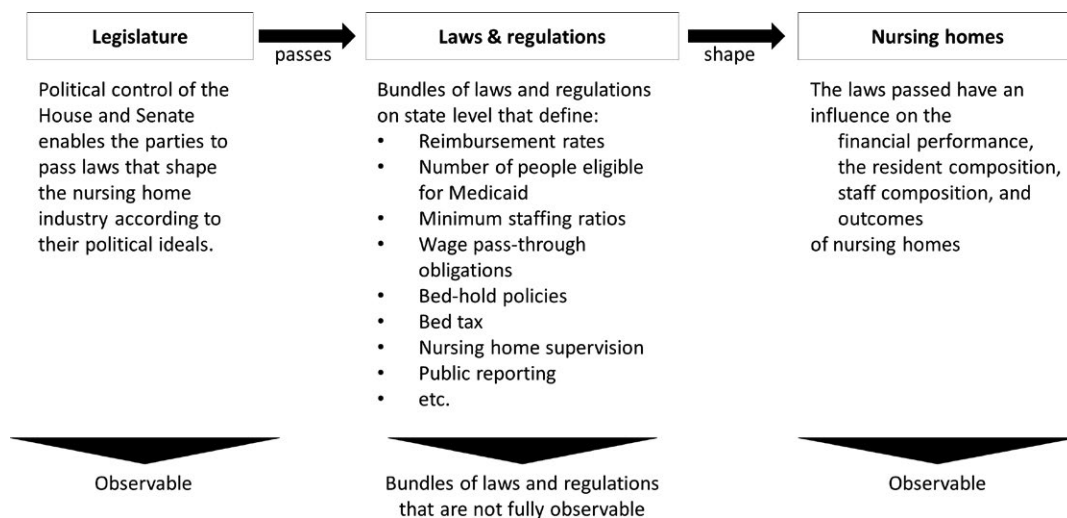 Legislature
passes
Laws & regulations
shape
Nursing homes
Political control of the
House and Senate
enables the parties to
pass laws that shape
the nursing home
industry according to
their political ideals.
Bundles of laws and regulations
on state level that define:
• Reimbursement rates
• Number of people eligible
for Medicaid
• Minimum staffing ratios
• Wage pass-through
obligations
• Bed-hold policies
• Bed tax
• Nursing home supervision
• Public reporting
• etc.
The laws passed have an
influence on the
financial performance,
the resident composition,
staff composition, and
outcomes
of nursing homes
Observable
Bundles of laws and regulations
that are not fully observable
Observable